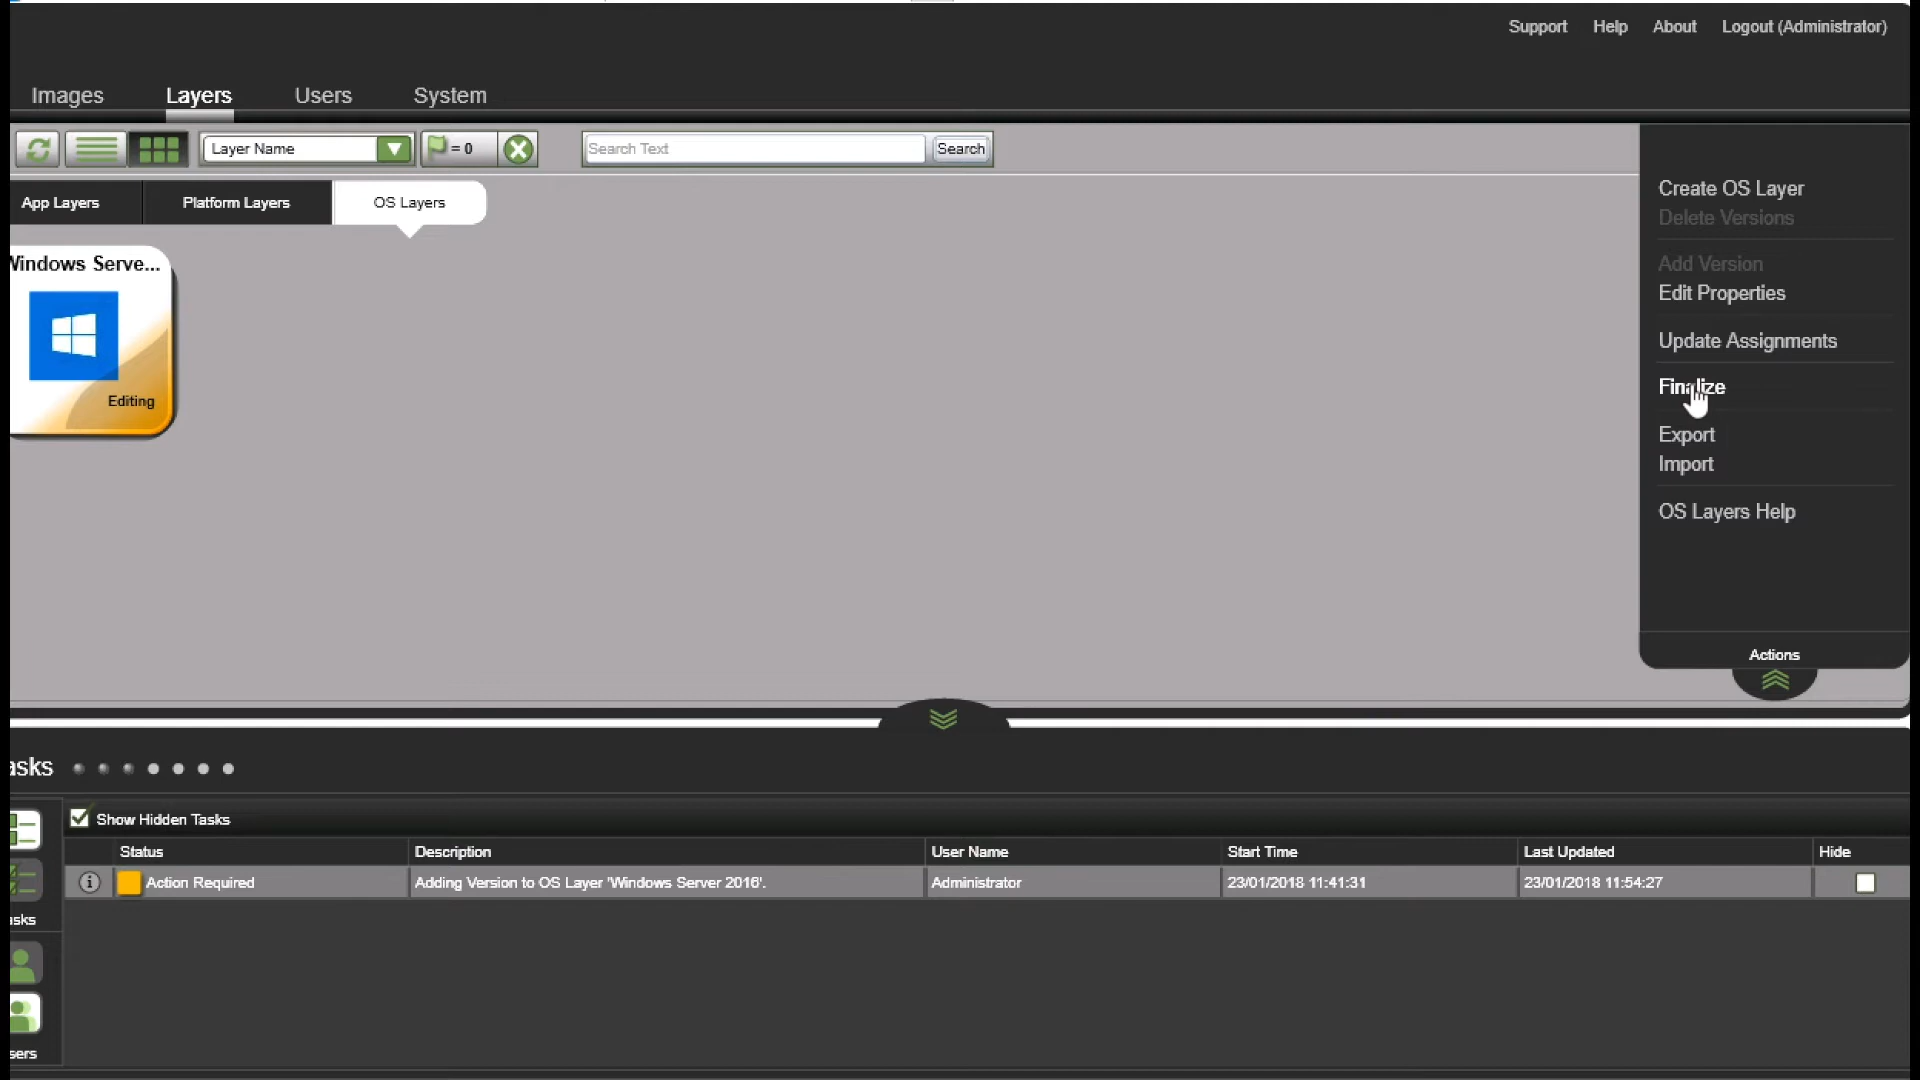 Support Help About Logout (Administrator)
Images Layers Users System
Layer Name = 0 Search Text Search
App Layers Platform Layers OS Layers
Windows Serve...
Editing
Create OS Layer
Delete Versions
Add Version
Edit Properties
Update Assignments
Finalize
Export
Import
OS Layers Help
Actions
asks
Show Hidden Tasks
Status Description User Name Start Time Last Updated Hide
Action Required Adding Version to OS Layer 'Windows Server 2016'. Administrator 23/01/2018 11:41:31 23/01/2018 11:54:27
asks
sers